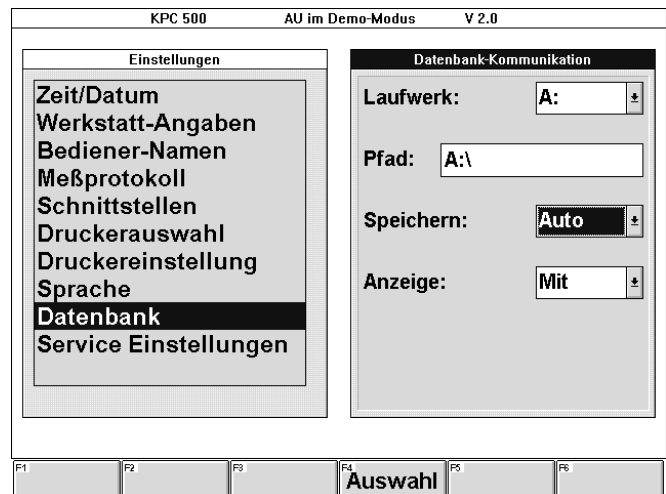 KPC 500 AU im Demo-Modus V 2.0
Einstellungen
Zeit/Datum
Werkstatt-Angaben
Bediener-Namen
Meßprotokoll
Schnittstellen
Druckerauswahl
Druckereinstellung
Sprache
Datenbank
Service Einstellungen
Datenbank-Kommunikation
Laufwerk: A:
Pfad: A:\
Speichern: Auto
Anzeige: Mit
F1 F2 F3 F4 Auswahl F5 F6